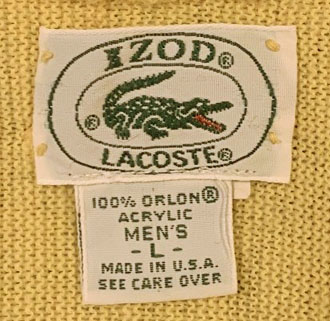 IZOD®
®
LACOSTE®
100% ORLON®
ACRYLIC
MEN'S
- L -
MADE IN U.S.A.
SEE CARE OVER